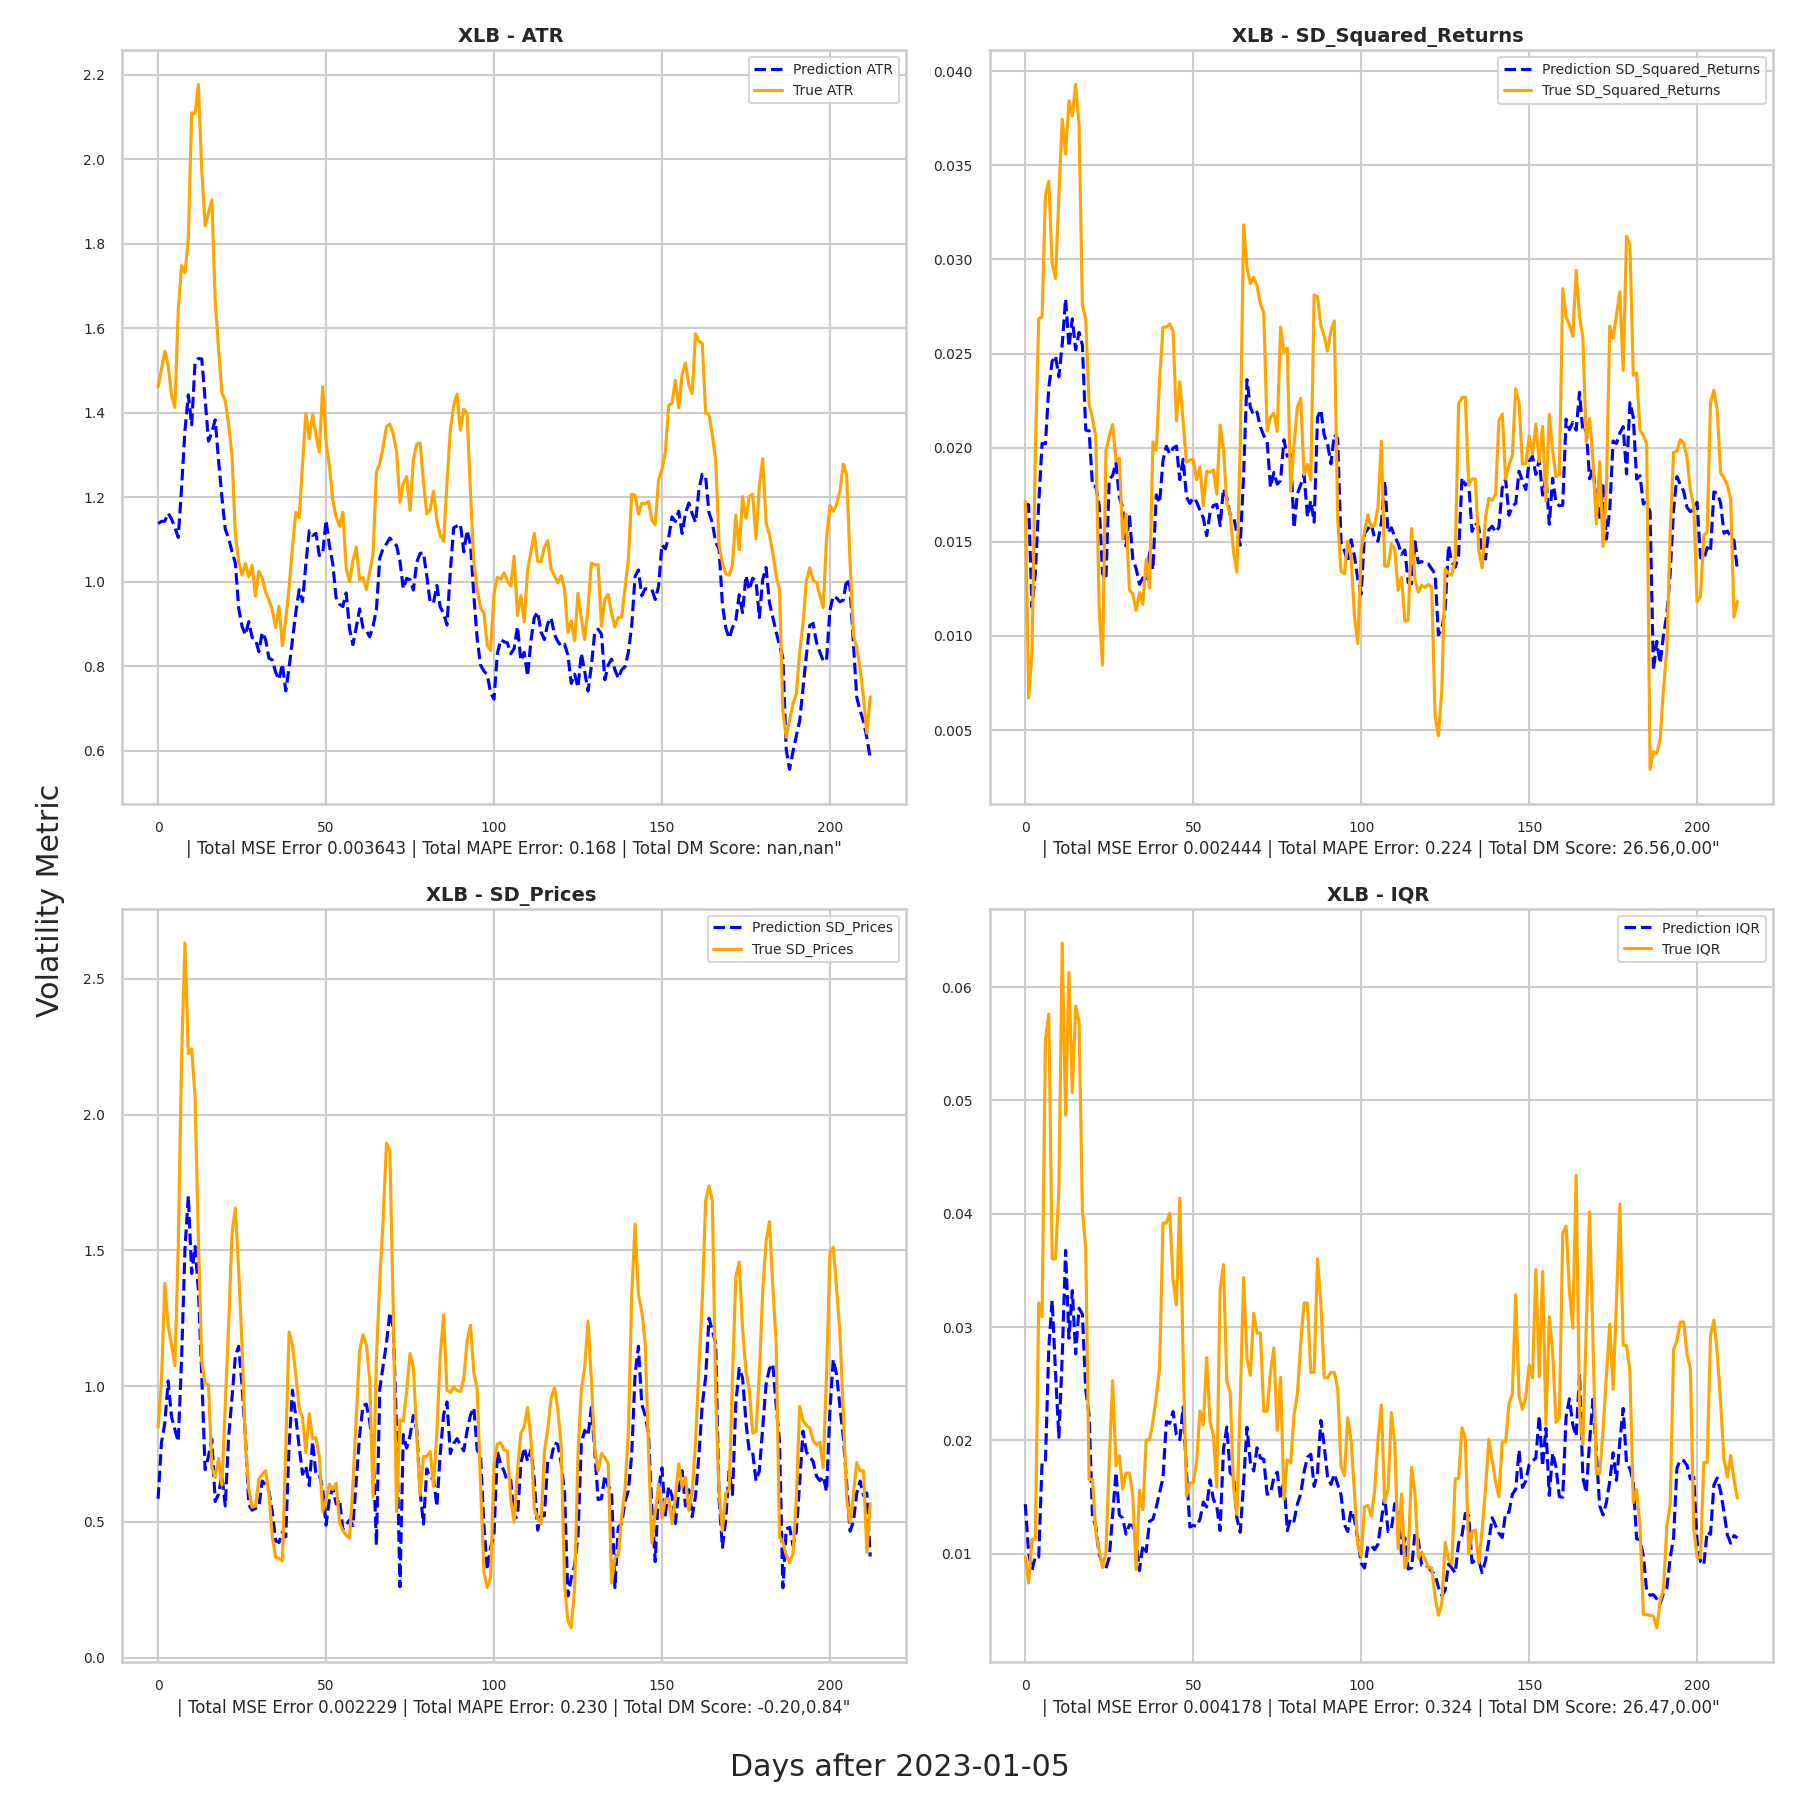 XLB - ATR
Prediction ATR
True ATR
2.2
2.0
1.8
1.6
1.4
1.2
1.0
0.8
0.6
0
50
100
150
200
| Total MSE Error 0.003643 | Total MAPE Error: 0.168 | Total DM Score: nan,nan"
XLB - SD_Squared_Returns
Prediction SD_Squared_Returns
True SD_Squared_Returns
0.040
0.035
0.030
0.025
0.020
0.015
0.010
0.005
0
50
100
150
200
| Total MSE Error 0.002444 | Total MAPE Error: 0.224 | Total DM Score: 26.56,0.00"
Volatility Metric
XLB - SD_Prices
Prediction SD_Prices
True SD_Prices
2.5
2.0
1.5
1.0
0.5
0.0
0
50
100
150
200
| Total MSE Error 0.002229 | Total MAPE Error: 0.230 | Total DM Score: -0.20,0.84"
XLB - IQR
Prediction IQR
True IQR
0.06
0.05
0.04
0.03
0.02
0.01
0
50
100
150
200
| Total MSE Error 0.004178 | Total MAPE Error: 0.324 | Total DM Score: 26.47,0.00"
Days after 2023-01-05